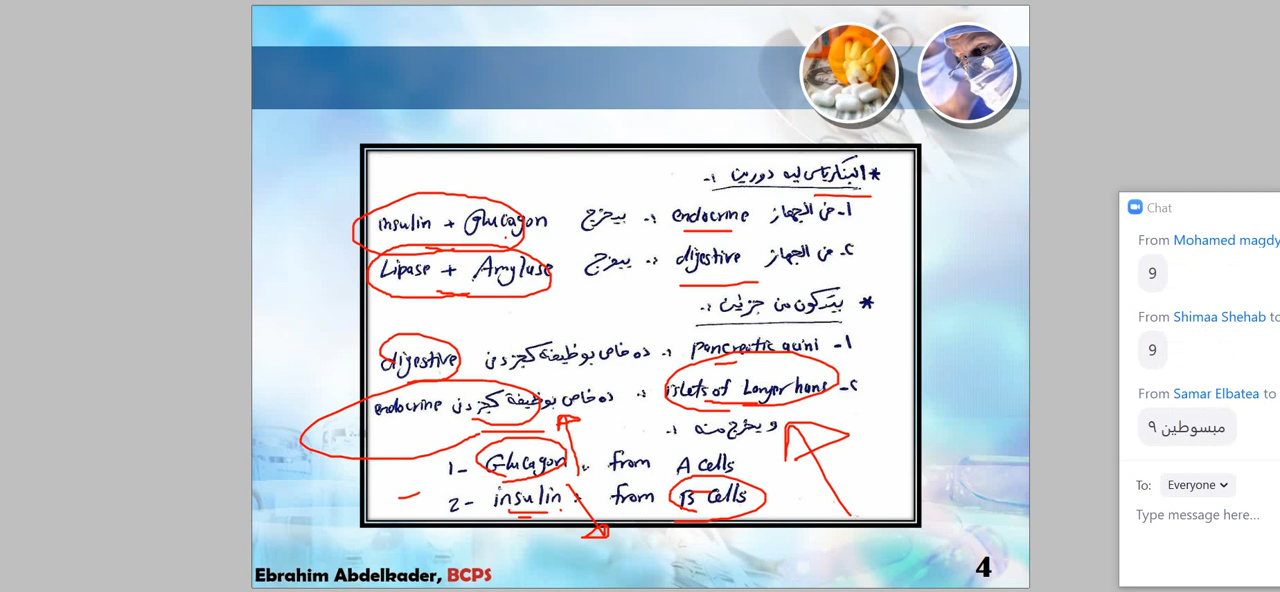 * البنكرياس ليه دورين :-
١- من الجهاز endocrine :- بيخرج insulin + Glucagon
٢- من الجهاز digestive :- بيخرج Lipase + Amylase
* بيتكون من جزئين :-
١- pancreatic acini :- ده خاص بوظيفة كجزء من digestive
٢- islets of Langerhans :- ده خاص بوظيفة كجزء من endocrine
و يخرج منه :-
1- Glucagon :- from A cells
2- insulin :- from B cells
Ebrahim Abdelkader, BCPS
4
Chat
From Mohamed magdy
9
From Shimaa Shehab to
9
From Samar Elbatea to
مبسوطين ٩
To: Everyone
Type message here...